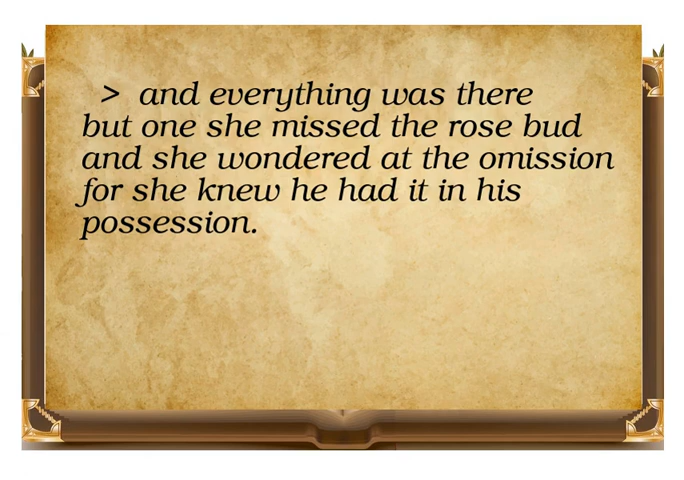 > and everything was there
but one she missed the rose bud
and she wondered at the omission
for she knew he had it in his
possession.